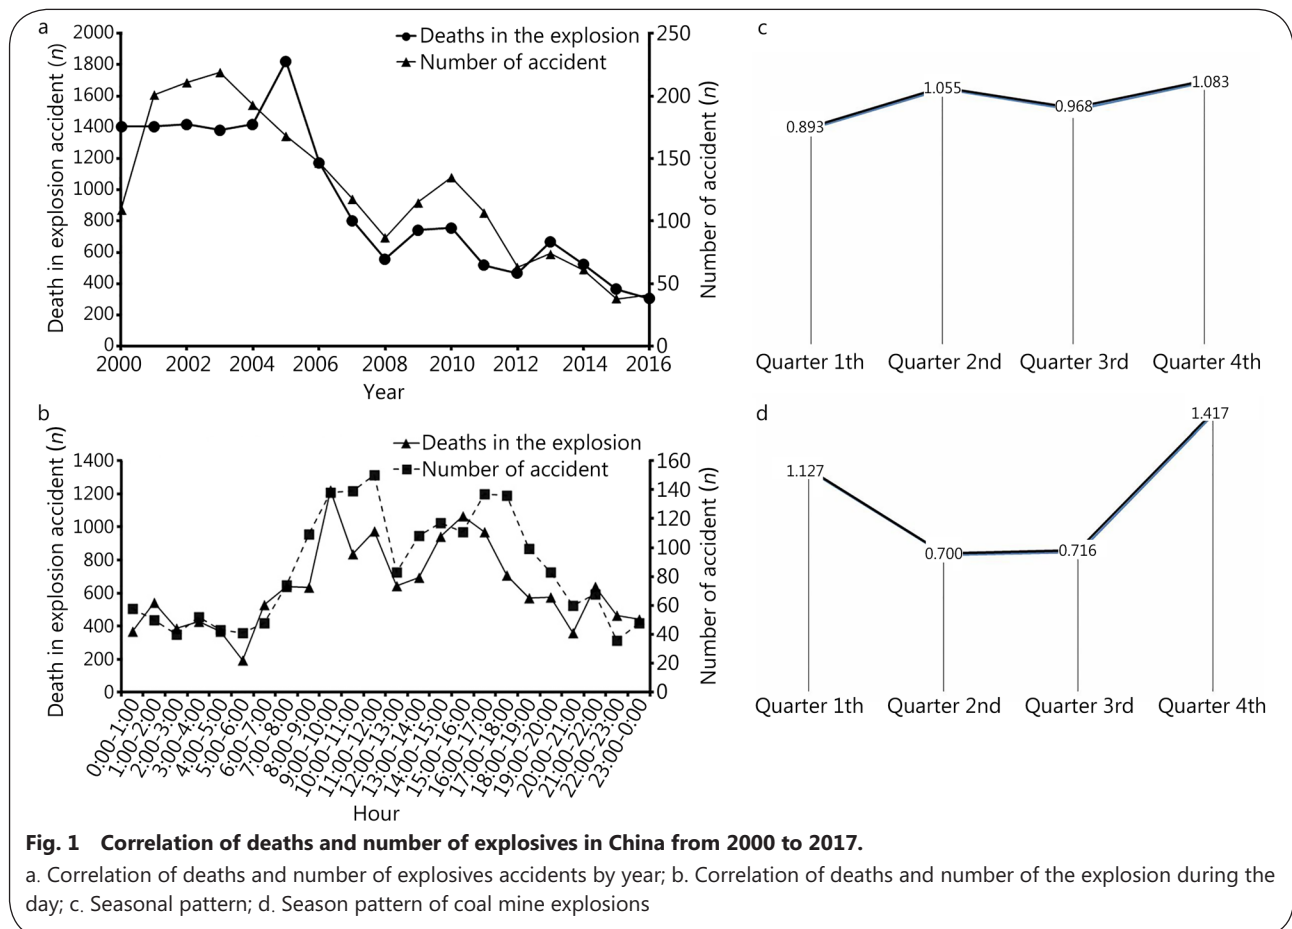 a
2000
1800
1600
1400
1200
1000
800
600
400
200
0
Death in explosion accident (n)
Deaths in the explosion
Number of accident
250
200
150
100
50
0
Number of accident (n)
2000 2002 2004 2006 2008 2010 2012 2014 2016
Year
b
1400
1200
1000
800
600
400
200
0
Death in explosion accident (n)
Deaths in the explosion
Number of accident
160
140
120
100
80
60
40
20
0
Number of accident (n)
0:00-1:00
1:00-2:00
2:00-3:00
3:00-4:00
4:00-5:00
5:00-6:00
6:00-7:00
7:00-8:00
8:00-9:00
9:00-10:00
10:00-11:00
11:00-12:00
12:00-13:00
13:00-14:00
14:00-15:00
15:00-16:00
16:00-17:00
17:00-18:00
18:00-19:00
19:00-20:00
20:00-21:00
21:00-22:00
22:00-23:00
23:00-0:00
Hour
c
0.893 1.055 0.968 1.083
Quarter 1th Quarter 2nd Quarter 3rd Quarter 4th
d
1.127 0.700 0.716 1.417
Quarter 1th Quarter 2nd Quarter 3rd Quarter 4th
Fig. 1 Correlation of deaths and number of explosives in China from 2000 to 2017.
a. Correlation of deaths and number of explosives accidents by year; b. Correlation of deaths and number of the explosion during the
day; c. Seasonal pattern; d. Season pattern of coal mine explosions